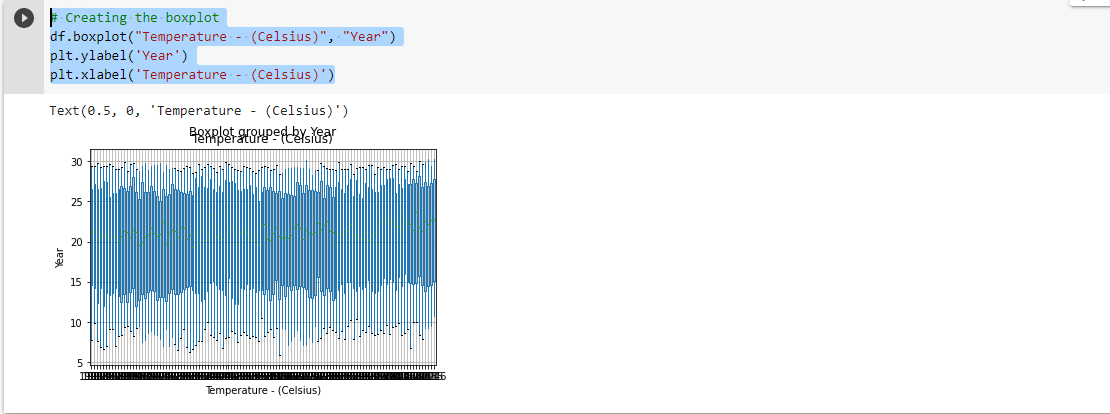 # Creating the boxplot
df.boxplot("Temperature - (Celsius)", "Year")
plt.ylabel('Year')
plt.xlabel('Temperature - (Celsius)')
Text(0.5, 0, 'Temperature - (Celsius)')
Boxplot grouped by Year
Temperature - (Celsius)
30
25
20
15
10
5
Year
Temperature - (Celsius)